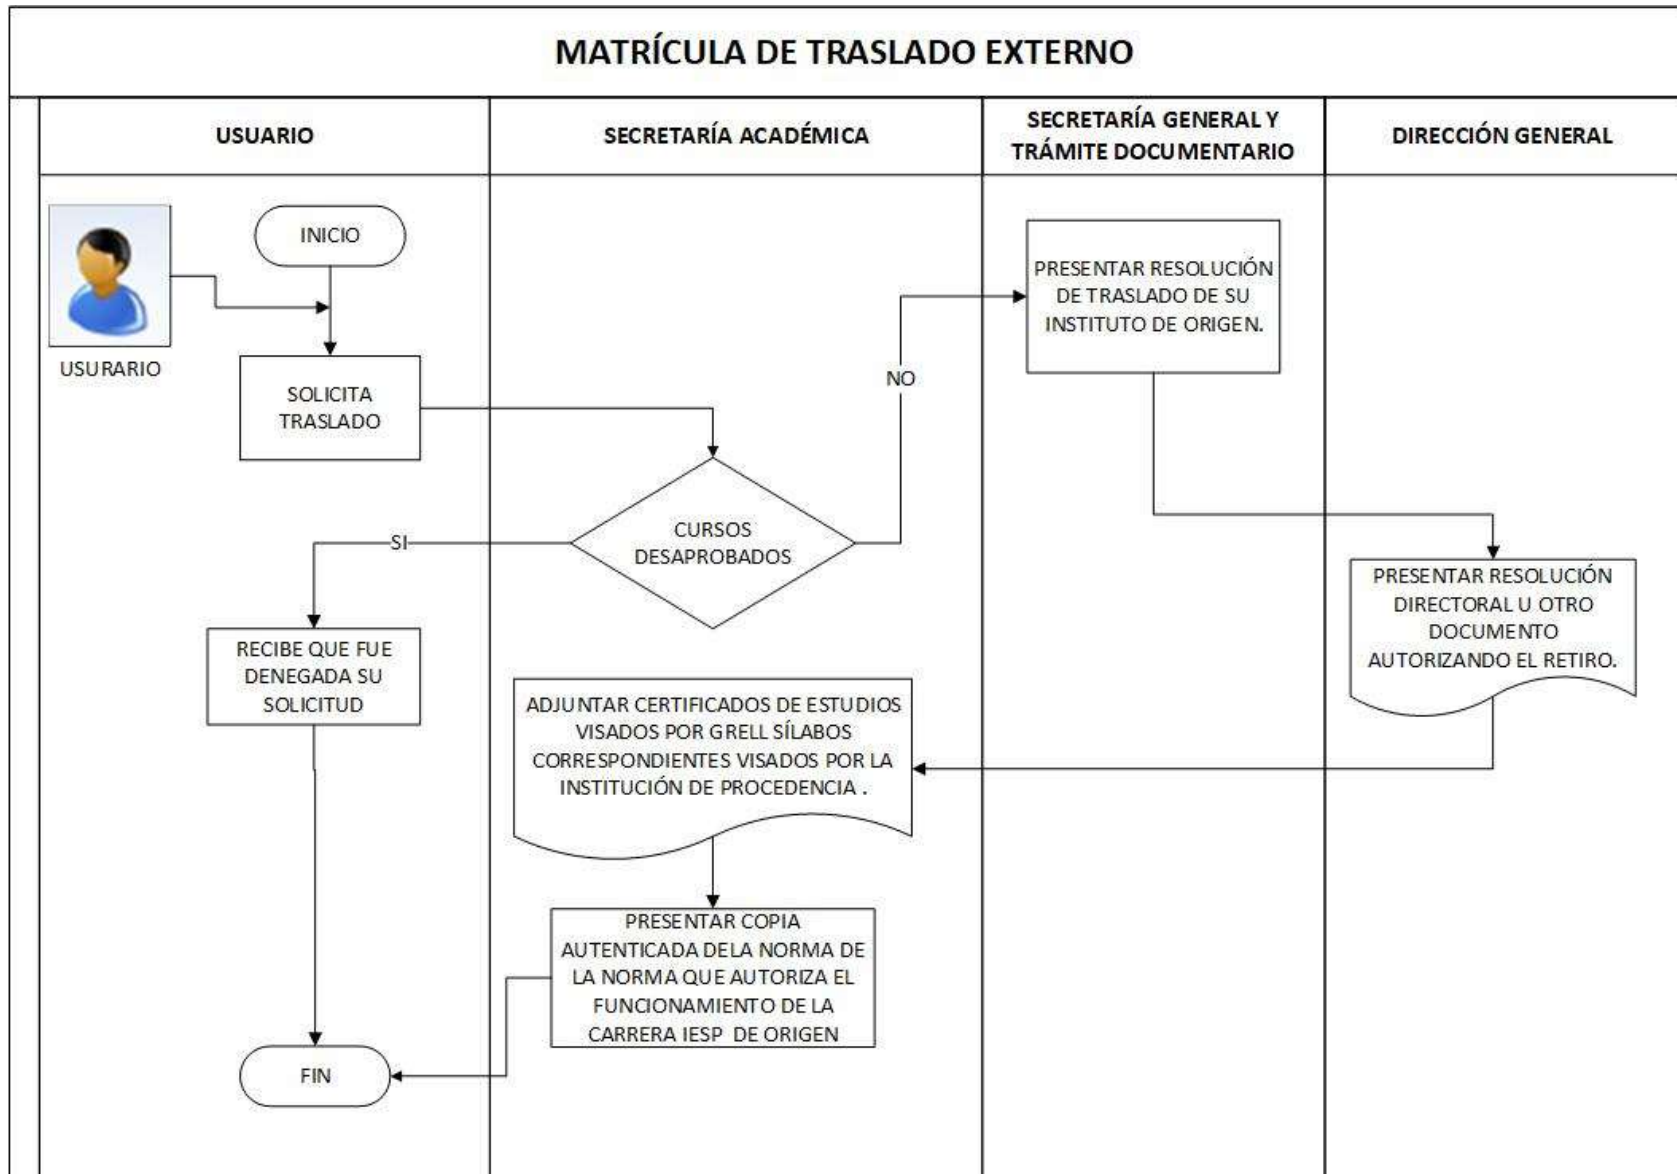 MATRÍCULA DE TRASLADO EXTERNO
USUARIO
SECRETARÍA ACADÉMICA
SECRETARÍA GENERAL Y
TRÁMITE DOCUMENTARIO
DIRECCIÓN GENERAL
INICIO
USURARIO
SOLICITA
TRASLADO
CURSOS
DESAPROBADOS
NO
SI
PRESENTAR RESOLUCIÓN
DE TRASLADO DE SU
INSTITUTO DE ORIGEN.
PRESENTAR RESOLUCIÓN
DIRECTORAL U OTRO
DOCUMENTO
AUTORIZANDO EL RETIRO.
RECIBE QUE FUE
DENEGADA SU
SOLICITUD
ADJUNTAR CERTIFICADOS DE ESTUDIOS
VISADOS POR GRELL SÍLABOS
CORRESPONDIENTES VISADOS POR LA
INSTITUCIÓN DE PROCEDENCIA .
PRESENTAR COPIA
AUTENTICADA DELA NORMA DE
LA NORMA QUE AUTORIZA EL
FUNCIONAMIENTO DE LA
CARRERA IESP DE ORIGEN
FIN